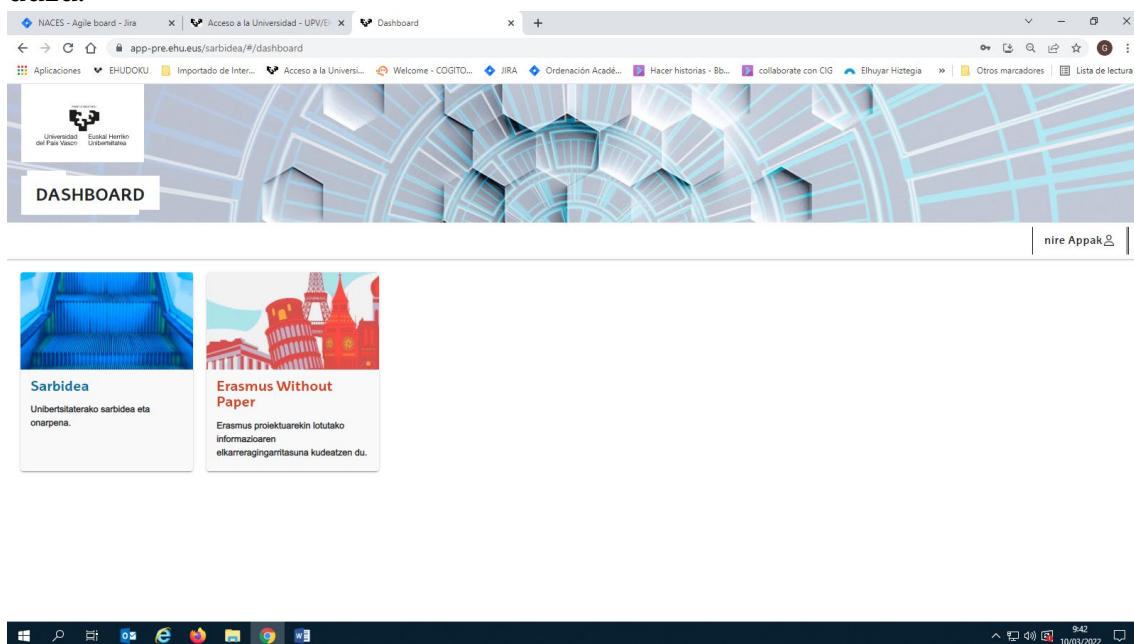 NACES - Agile board - Jira
Acceso a la Universidad - UPV/E
Dashboard
app-pre.ehu.eus/sarbidea/#/dashboard
G
Aplicaciones
EHUDOKU
Importado de Inter...
Acceso a la Universi...
Welcome - COGITO...
JIRA
Ordenación Acadé...
Hacer historias - Bb...
collaborate con CIG
Elhuyar Hiztegia
»
Otros marcadores
Lista de lectura
Universidad Euskal Herriko
del País Vasco Unibertsitatea
DASHBOARD
nire Appak
Sarbidea
Unibertsitaterako sarbidea eta
onarpena.
Erasmus Without
Paper
Erasmus proiektuarekin lotutako
informazioaren
elkarreragingarritasuna kudeatzen du.
9:42
10/03/2022